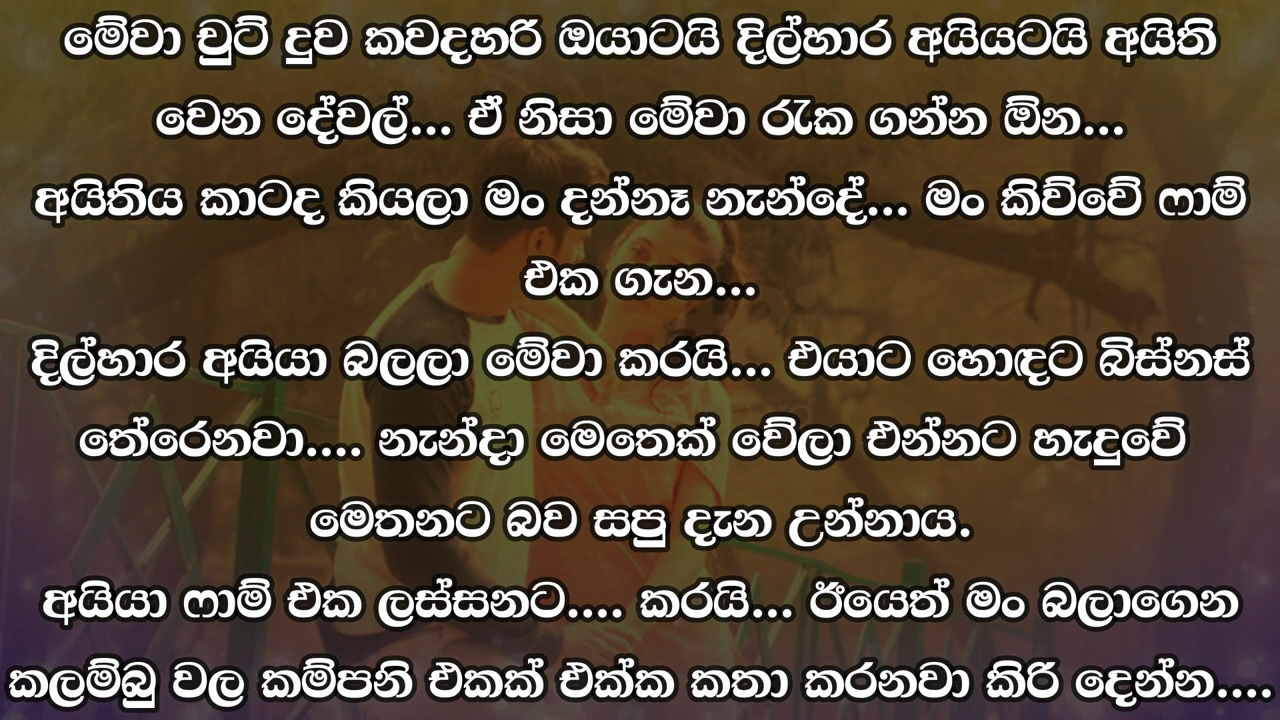 මේවා චුට් දුව කවදහරි ඔයාටයි දිල්හාර අයියටයි අයිති
වෙන දේවල්... ඒ නිසා මේවා රැක ගන්න ඕන...
අයිතිය කාටද කියලා මං දන්නෑ නැන්දේ... මං කිව්වේ ෆාම්
එක ගැන...
දිල්හාර අයියා බලලා මේවා කරයි... එයාට හොඳට බිස්නස්
තේරෙනවා.... නැන්දා මෙතෙක් වේලා එන්නට හැදුවේ
මෙතනට බව සපු දැන උන්නාය.
අයියා ෆාම් එක ලස්සනට.... කරයි... ඊයෙත් මං බලාගෙන
කලම්බු වල කම්පනි එකක් එක්ක කතා කරනවා කිරි දෙන්න....